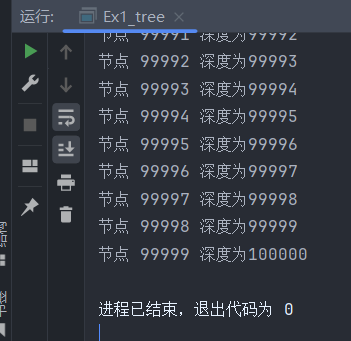 运行: Ex1_tree
节点 99991 深度为99992
节点 99992 深度为99993
节点 99993 深度为99994
节点 99994 深度为99995
节点 99995 深度为99996
节点 99996 深度为99997
节点 99997 深度为99998
节点 99998 深度为99999
节点 99999 深度为100000
进程已结束，退出代码为 0